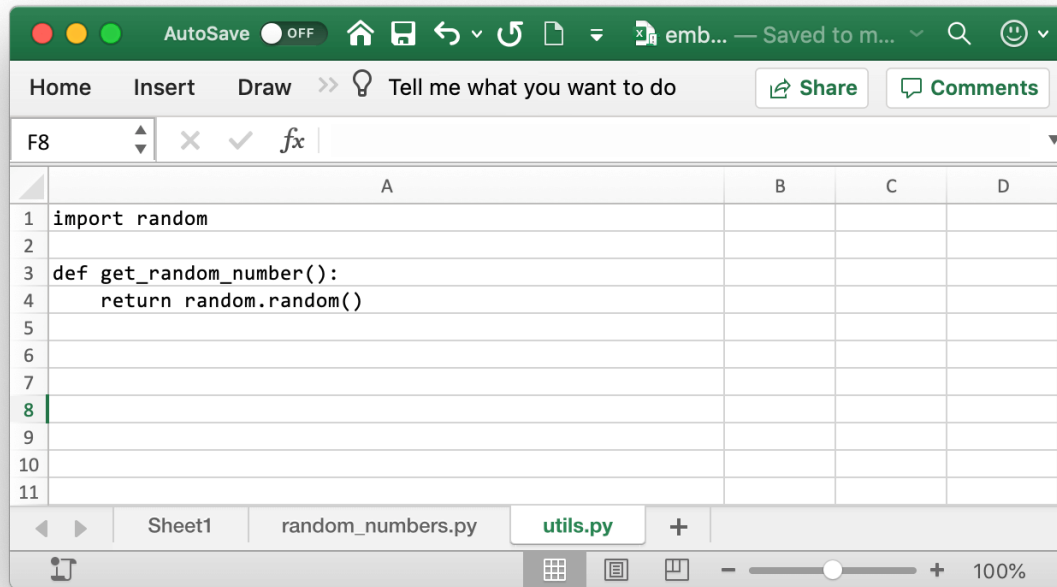 AutoSave OFF emb... — Saved to m...
Home Insert Draw Tell me what you want to do Share Comments
F8 fx
A B C D
1 import random
2
3 def get_random_number():
4     return random.random()
5
6
7
8
9
10
11
Sheet1 random_numbers.py utils.py +
100%